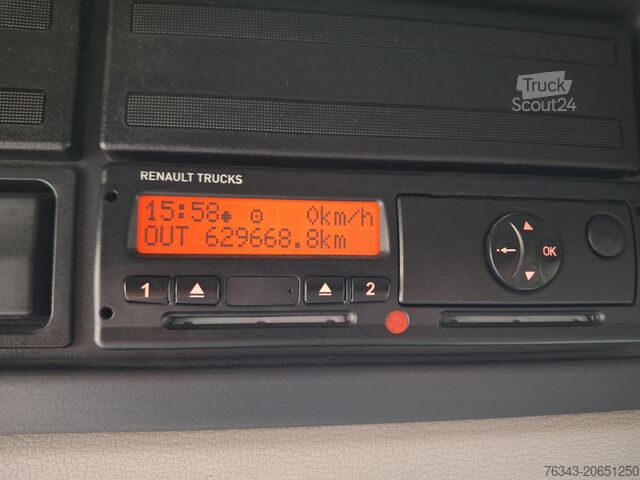 Truck
Scout24
RENAULT TRUCKS
15:58 0km/h
OUT 629668.8km
1 2
OK
76343-20651250